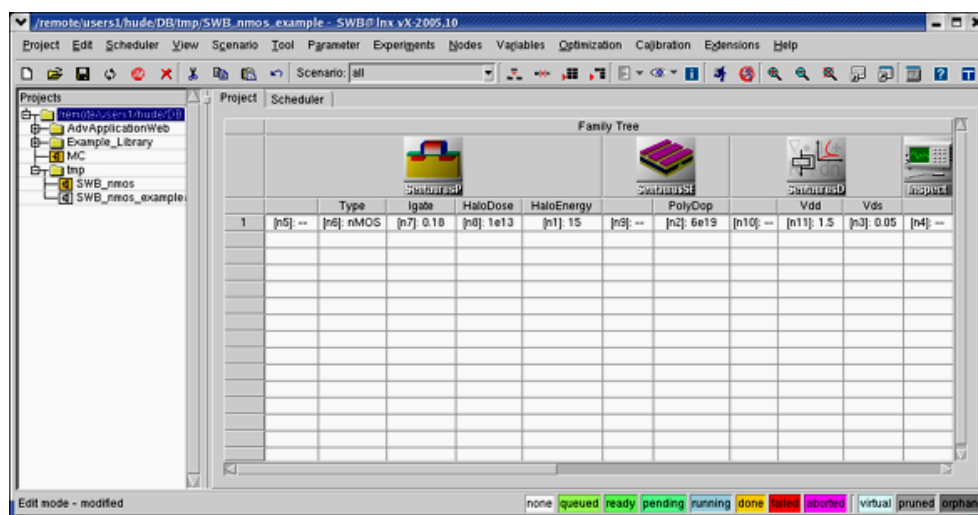 /remote/users1/hude/DB/tmp/SWB_nmos_example - SWB@lnx vX-2005.10
Project Edit Scheduler View Scenario Tool Parameter Experiments Nodes Variables Optimization Calibration Extensions Help
Scenario: all
Projects
Project Scheduler
/remote/users1/hude/DB
AdvApplicationWeb
Example_Library
MC
tmp
SWB_nmos
SWB_nmos_example
Family Tree
SentaurusP SentaurusSE SentaurusD Inspect
Type lgate HaloDose HaloEnergy PolyDop Vdd Vds
1 [n5]: -- [n6]: nMOS [n7]: 0.18 [n8]: 1e13 [n1]: 15 [n9]: -- [n2]: 6e19 [n10]: -- [n11]: 1.5 [n3]: 0.05 [n4]: --
Edit mode - modified
none queued ready pending running done failed aborted virtual pruned orphan